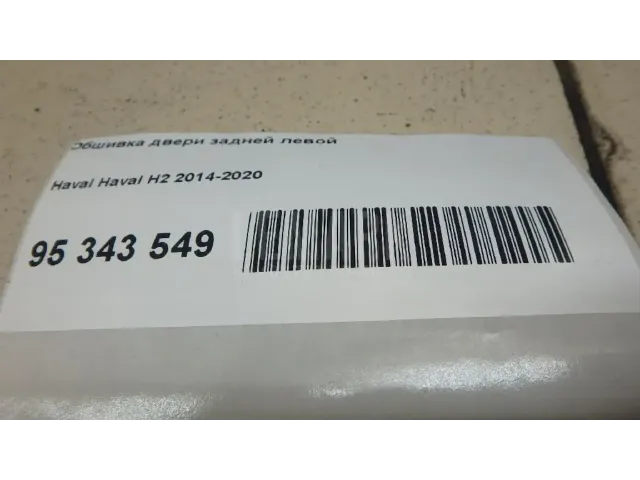 Обшивка двери задней левой
Haval Haval H2 2014-2020
95 343 549